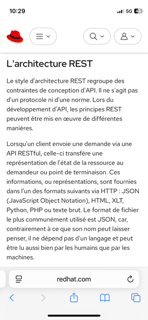 10:29
L'architecture REST
Le style d'architecture REST regroupe des
contraintes de conception d'API. Il ne s'agit pas
d'un protocole ni d'une norme. Lors du
développement d'API, les principes REST
peuvent être mis en œuvre de différentes
manières.
Lorsqu'un client envoie une demande via une
API RESTful, celle-ci transfère une
représentation de l'état de la ressource au
demandeur ou point de terminaison. Ces
informations, ou représentations, sont fournies
dans l'un des formats suivants via HTTP : JSON
(JavaScript Object Notation), HTML, XLT,
Python, PHP ou texte brut. Le format de fichier
le plus communément utilisé est JSON, car,
contrairement à ce que son nom peut laisser
penser, il ne dépend pas d'un langage et peut
être lu aussi bien par les humains que par les
machines.
redhat.com